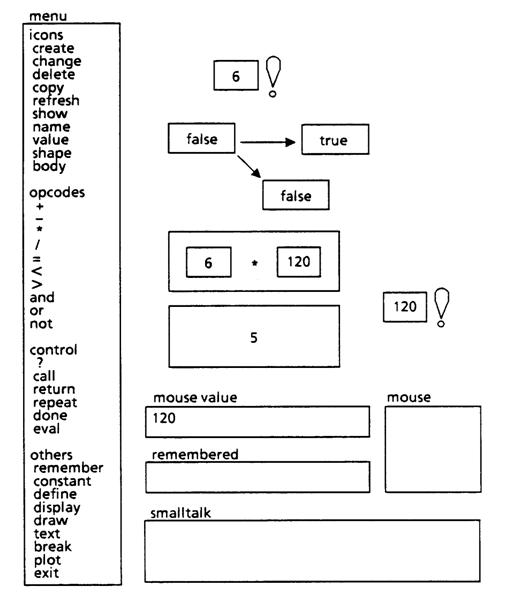 menu
icons
create
change
delete
copy
refresh
show
name
value
shape
body
opcodes
+
−
*
/
=
<
>
and
or
not
control
?
call
return
repeat
done
eval
others
remember
constant
define
display
draw
text
break
plot
exit
6 !
false true
false
6 * 120
5
120 !
mouse value
120
mouse
remembered
smalltalk